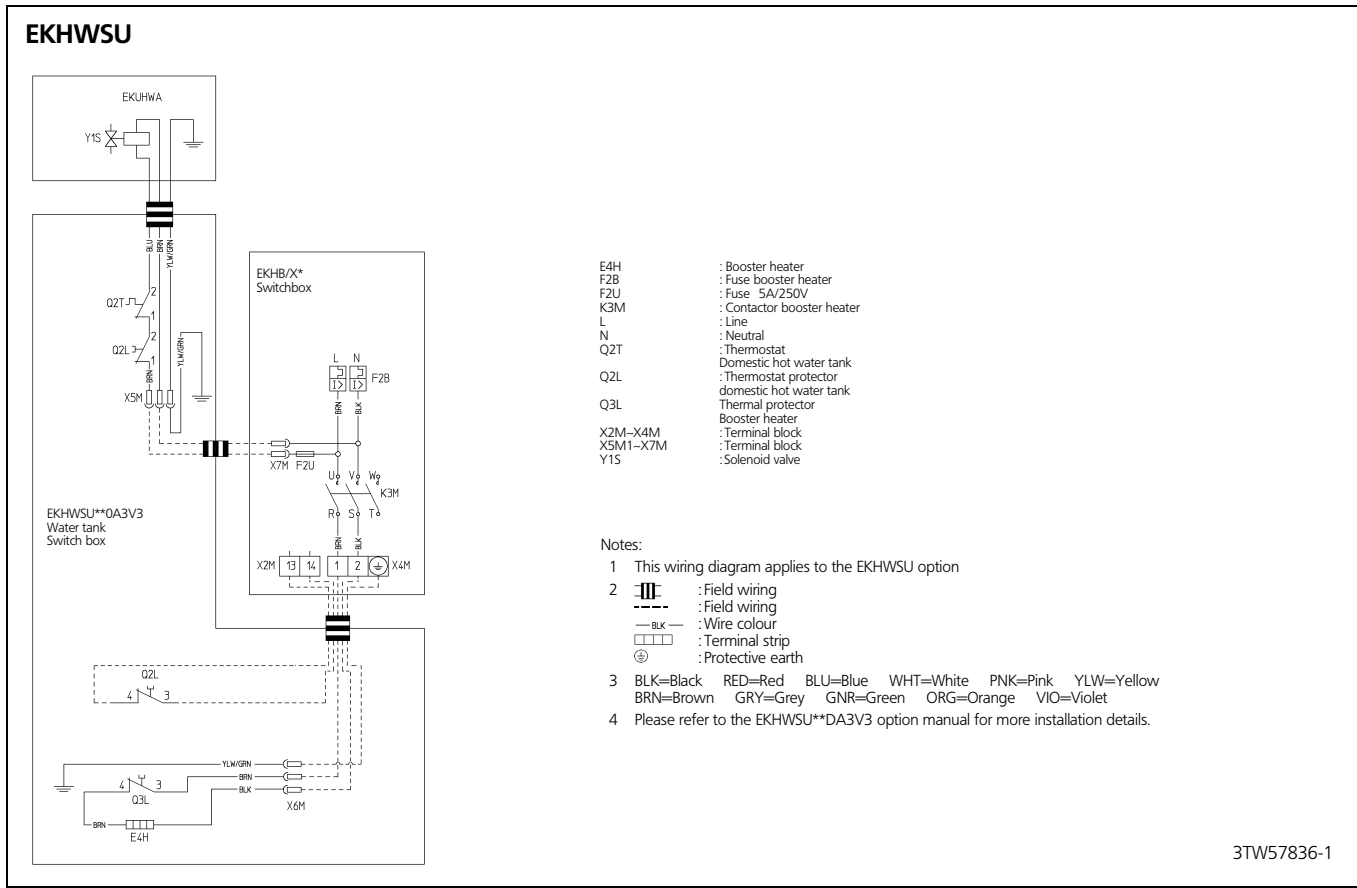 EKHWSU
EKUHWA
Y1S
BLU
BRN
YLW/GRN
Q2T
2
1
Q2L
2
1
YLW/GRN
BRN
X5M
EKHB/X*
Switchbox
L N
F2B
BRN
BLK
X7M F2U
U V W
K3M
R S T
BRN
BLK
X2M 13 14 1 2 X4M
EKHWSU**0A3V3
Water tank
Switch box
Q2L
4 3
YLW/GRN
4 3
BRN
Q3L
BLK
X6M
BRN
E4H
E4H : Booster heater
F2B : Fuse booster heater
F2U : Fuse 5A/250V
K3M : Contactor booster heater
L : Line
N : Neutral
Q2T : Thermostat
Domestic hot water tank
Q2L : Thermostat protector
domestic hot water tank
Q3L Thermal protector
Booster heater
X2M~X4M : Terminal block
X5M1~X7M : Terminal block
Y1S : Solenoid valve
Notes:
1 This wiring diagram applies to the EKHWSU option
2 : Field wiring
: Field wiring
BLK : Wire colour
: Terminal strip
: Protective earth
3 BLK=Black RED=Red BLU=Blue WHT=White PNK=Pink YLW=Yellow
BRN=Brown GRY=Grey GNR=Green ORG=Orange VIO=Violet
4 Please refer to the EKHWSU**DA3V3 option manual for more installation details.
3TW57836-1